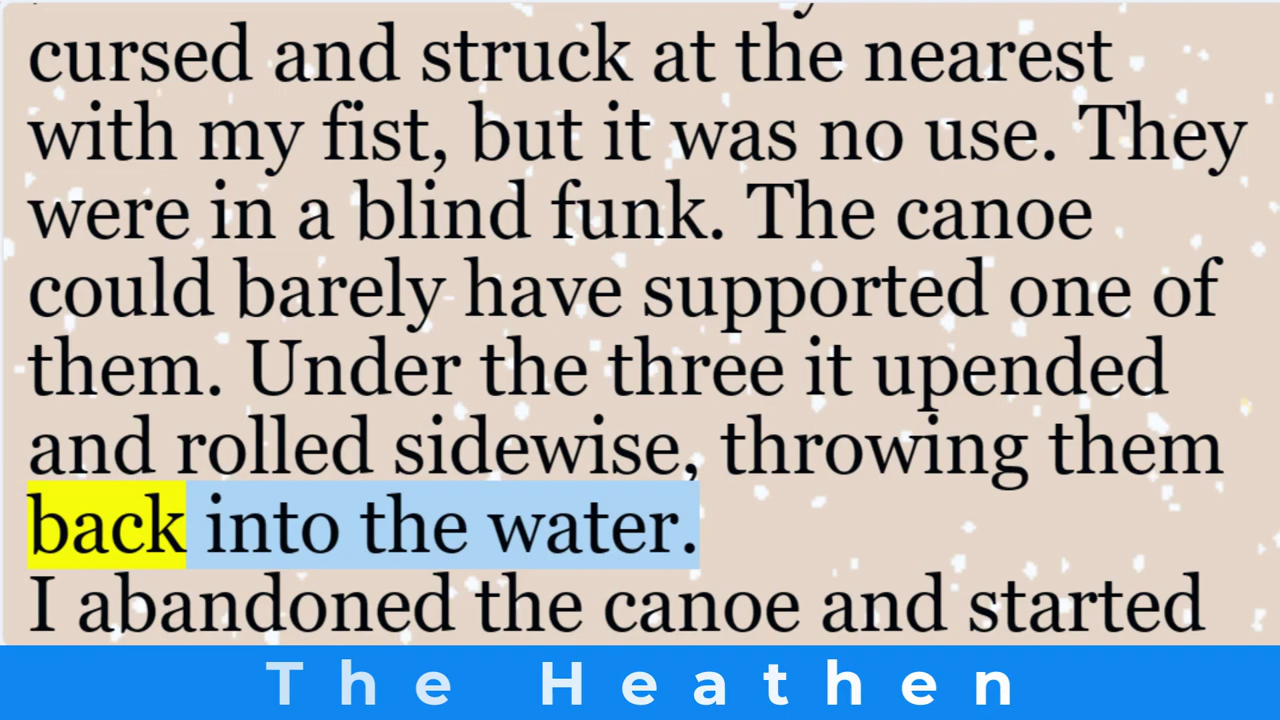 cursed and struck at the nearest
with my fist, but it was no use. They
were in a blind funk. The canoe
could barely have supported one of
them. Under the three it upended
and rolled sidewise, throwing them
back into the water.
I abandoned the canoe and started
The Heathen